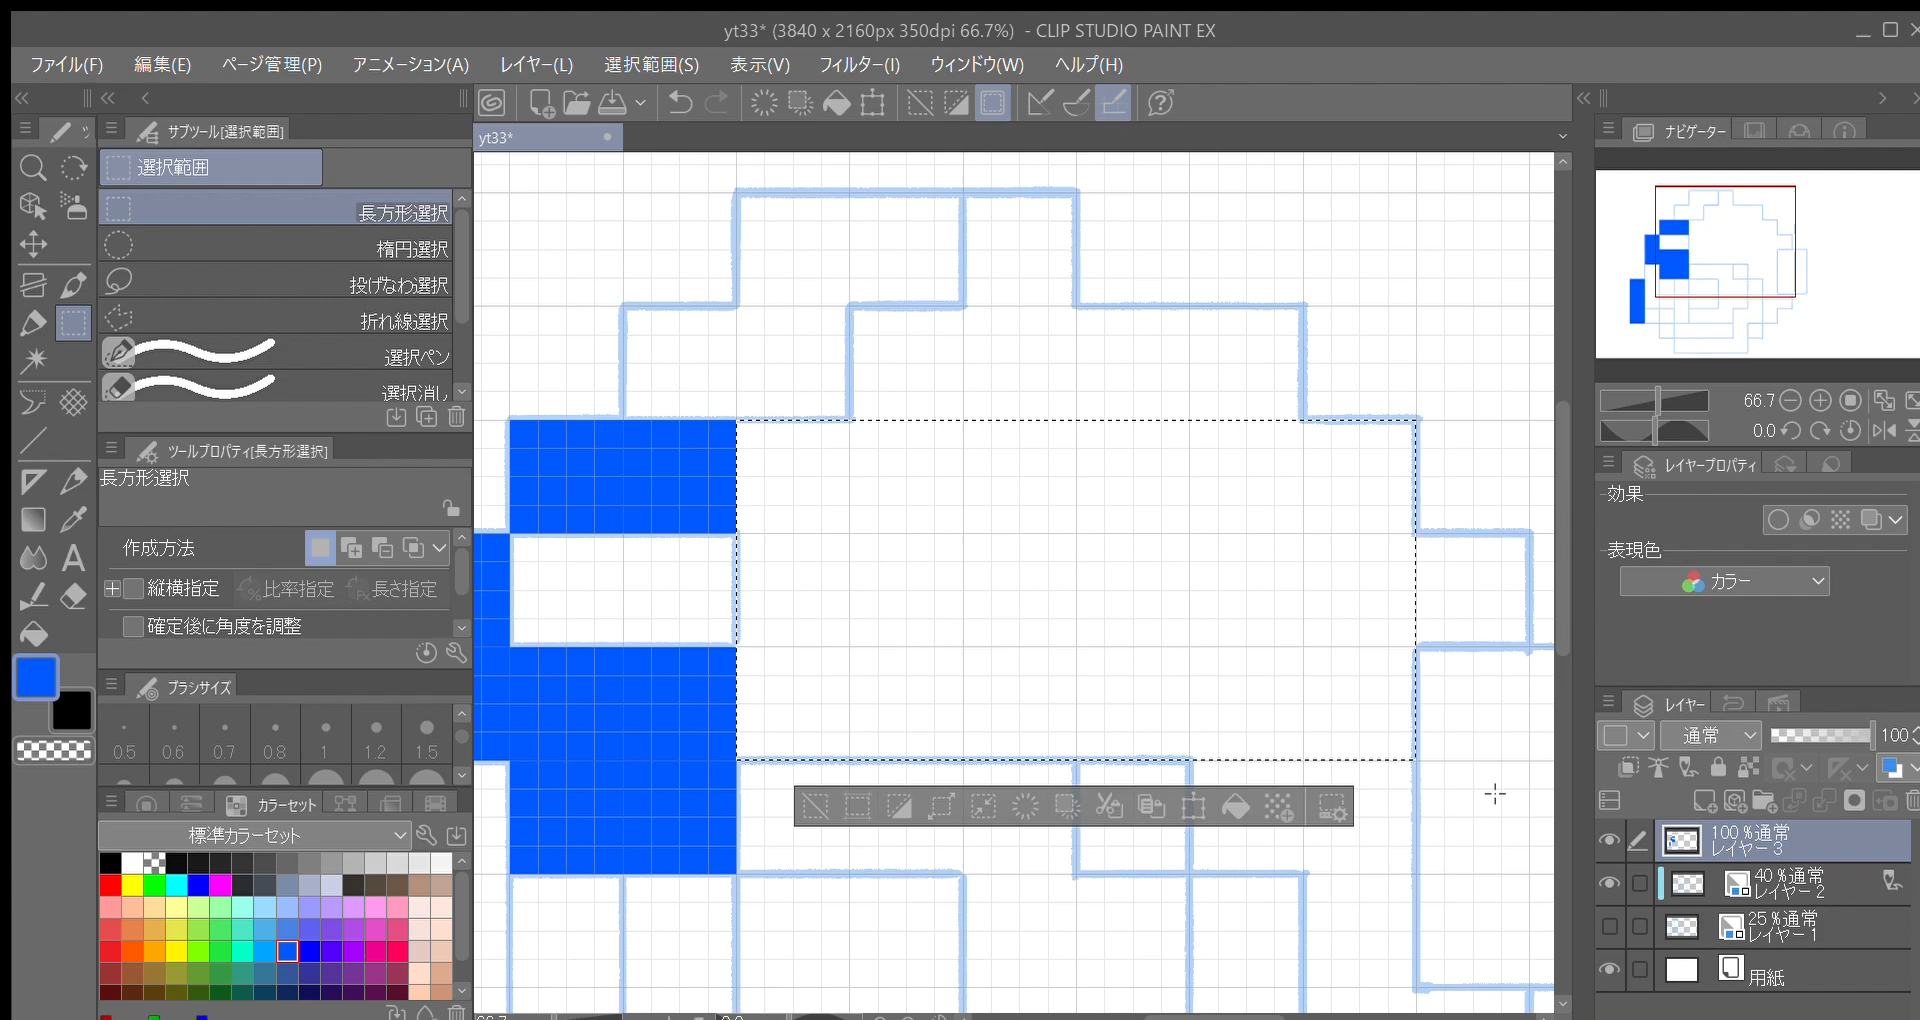 yt33* (3840 x 2160px 350dpi 66.7%) - CLIP STUDIO PAINT EX
ファイル(F) 編集(E) ページ管理(P) アニメーション(A) レイヤー(L) 選択範囲(S) 表示(V) フィルター(I) ウィンドウ(W) ヘルプ(H)
サブツール[選択範囲]
選択範囲
長方形選択
楕円選択
投げなわ選択
折れ線選択
選択ペン
選択消し
ツールプロパティ[長方形選択]
長方形選択
作成方法
縦横指定 比率指定 長さ指定
確定後に角度を調整
ブラシサイズ
0.5 0.6 0.7 0.8 1 1.2 1.5
カラーセット
標準カラーセット
yt33*
ナビゲーター
66.7
0.0
レイヤープロパティ
効果
表現色
カラー
レイヤー
通常 100
100 %通常
レイヤー 3
40 %通常
レイヤー 2
25 %通常
レイヤー 1
用紙